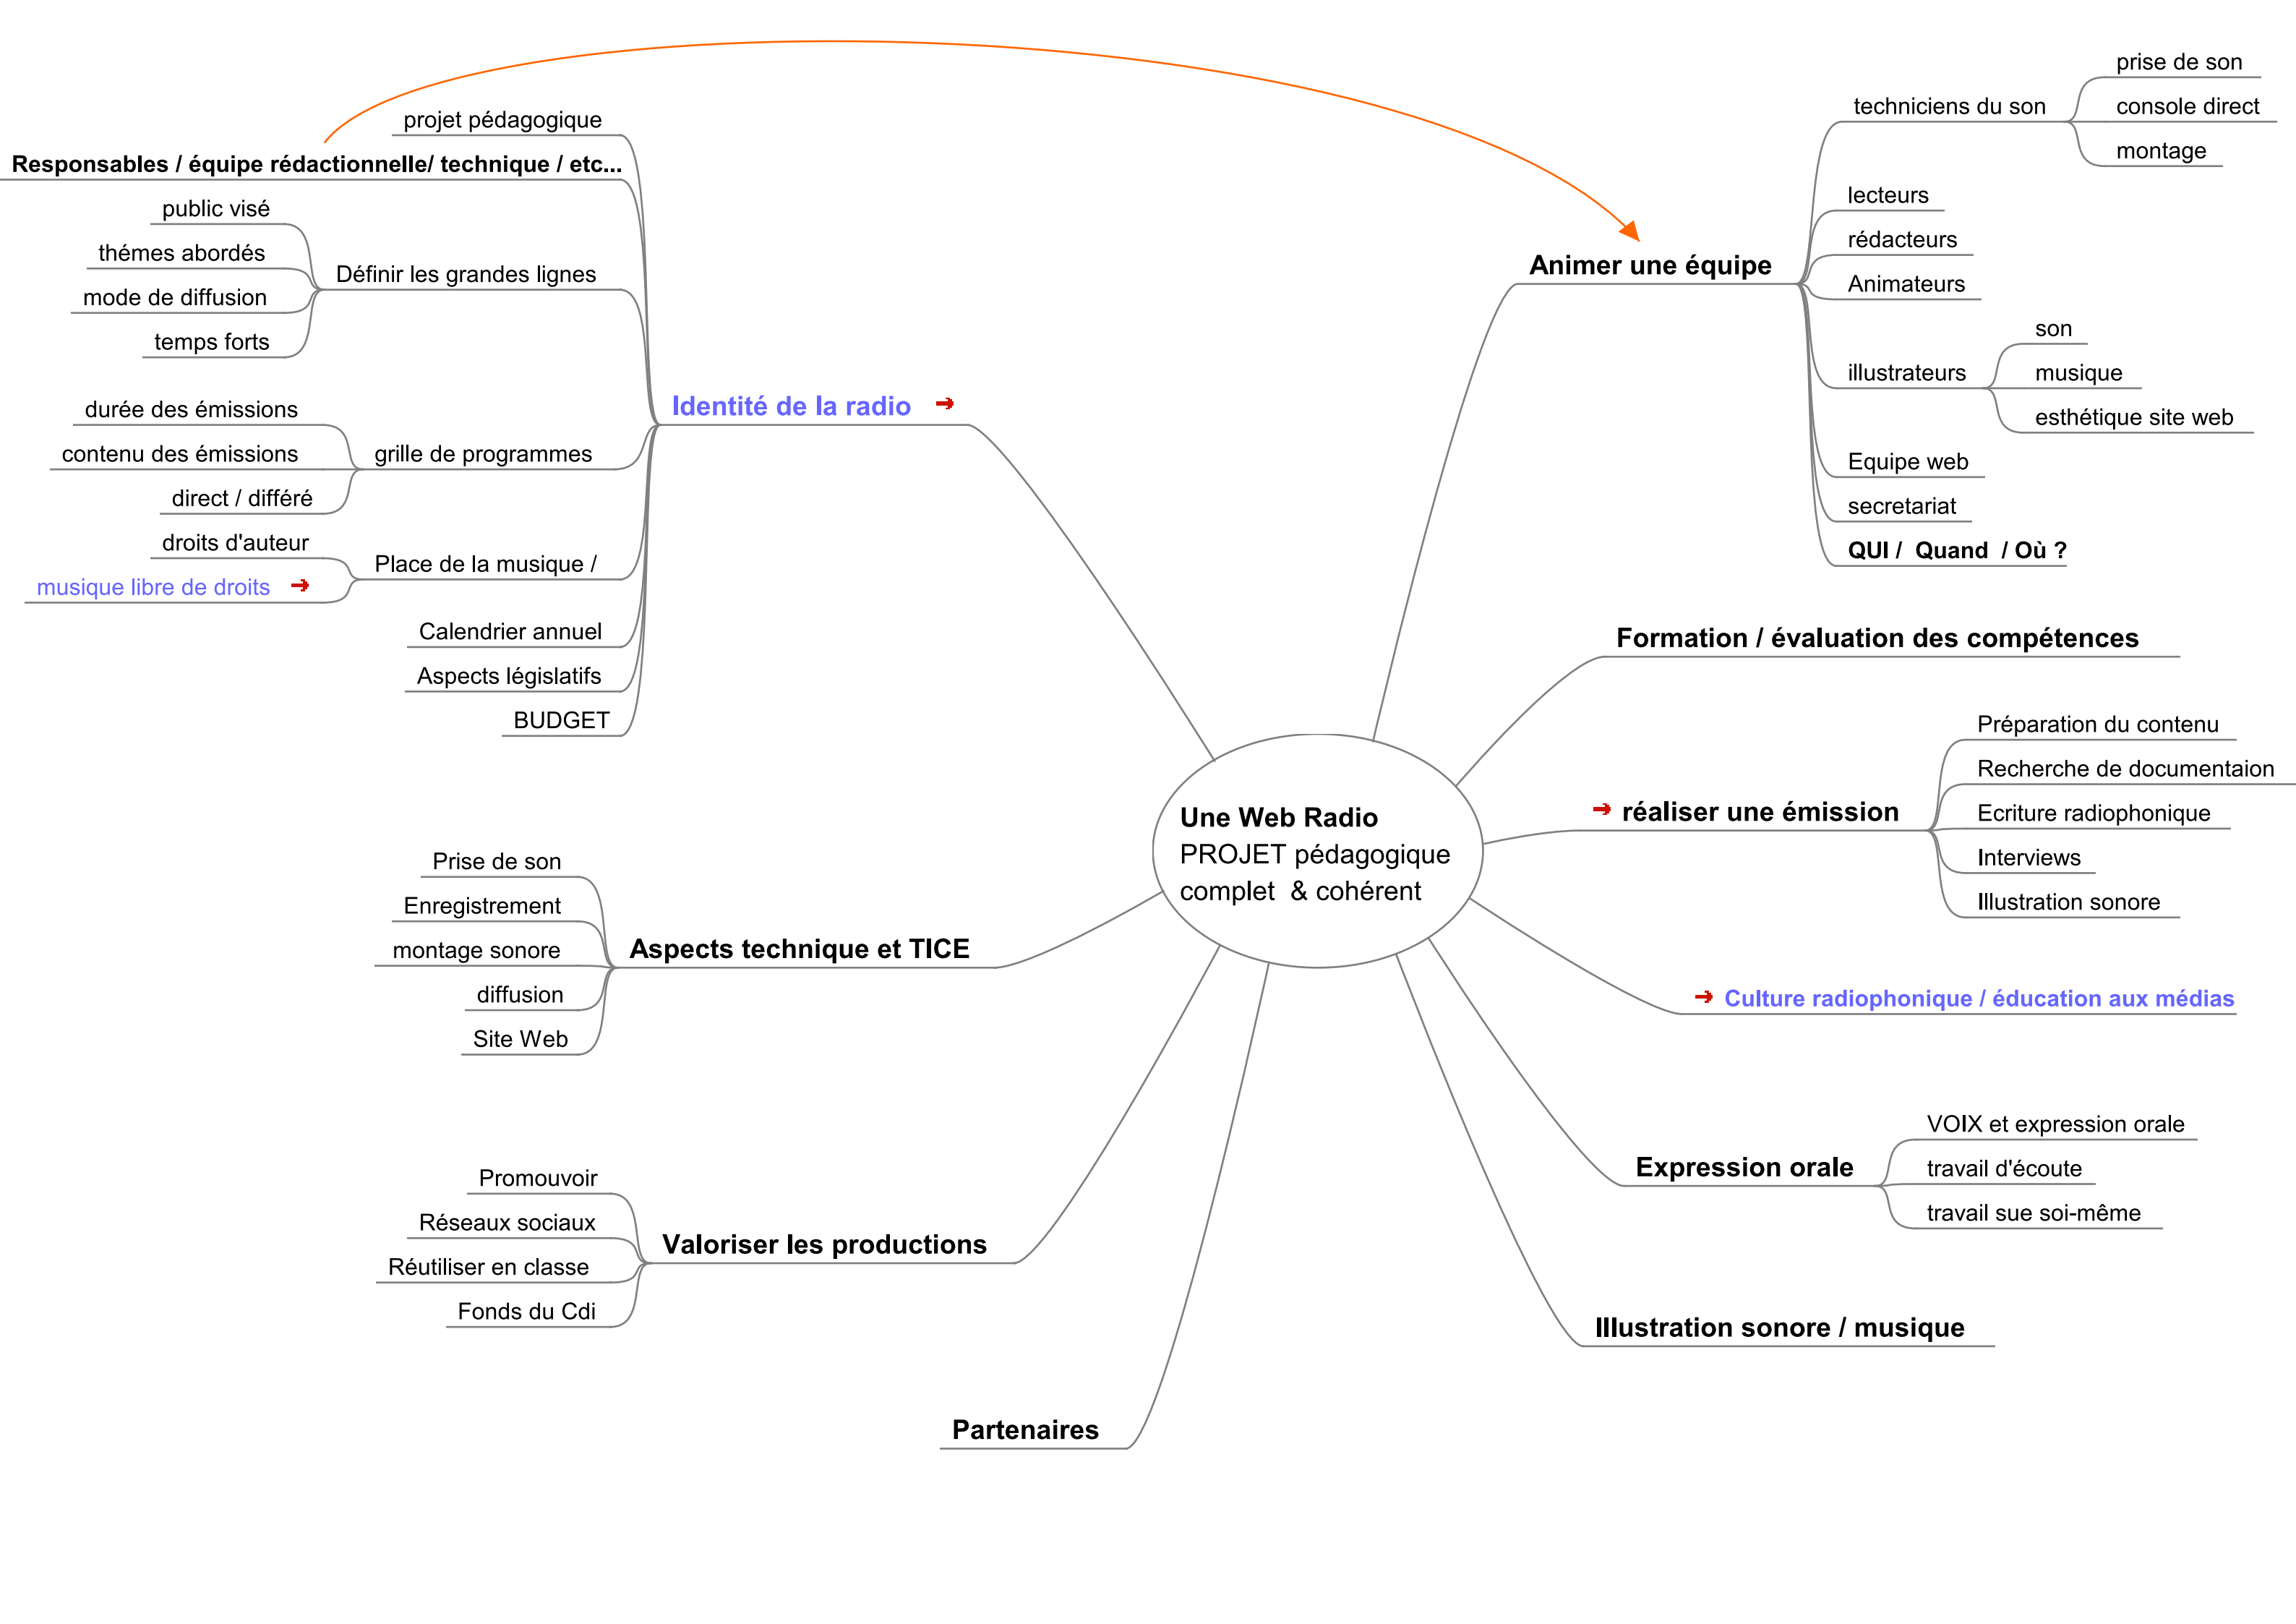 Une Web Radio
PROJET pédagogique
complet & cohérent
Identité de la radio
projet pédagogique
Responsables / équipe rédactionnelle/ technique / etc...
Définir les grandes lignes
public visé
thémes abordés
mode de diffusion
temps forts
grille de programmes
durée des émissions
contenu des émissions
direct / différé
Place de la musique /
droits d'auteur
musique libre de droits
Calendrier annuel
Aspects législatifs
BUDGET
Aspects technique et TICE
Prise de son
Enregistrement
montage sonore
diffusion
Site Web
Valoriser les productions
Promouvoir
Réseaux sociaux
Réutiliser en classe
Fonds du Cdi
Partenaires
Animer une équipe
techniciens du son
prise de son
console direct
montage
lecteurs
rédacteurs
Animateurs
illustrateurs
son
musique
esthétique site web
Equipe web
secretariat
QUI / Quand / Où ?
Formation / évaluation des compétences
réaliser une émission
Préparation du contenu
Recherche de documentaion
Ecriture radiophonique
Interviews
Illustration sonore
Culture radiophonique / éducation aux médias
Expression orale
VOIX et expression orale
travail d'écoute
travail sue soi-même
Illustration sonore / musique